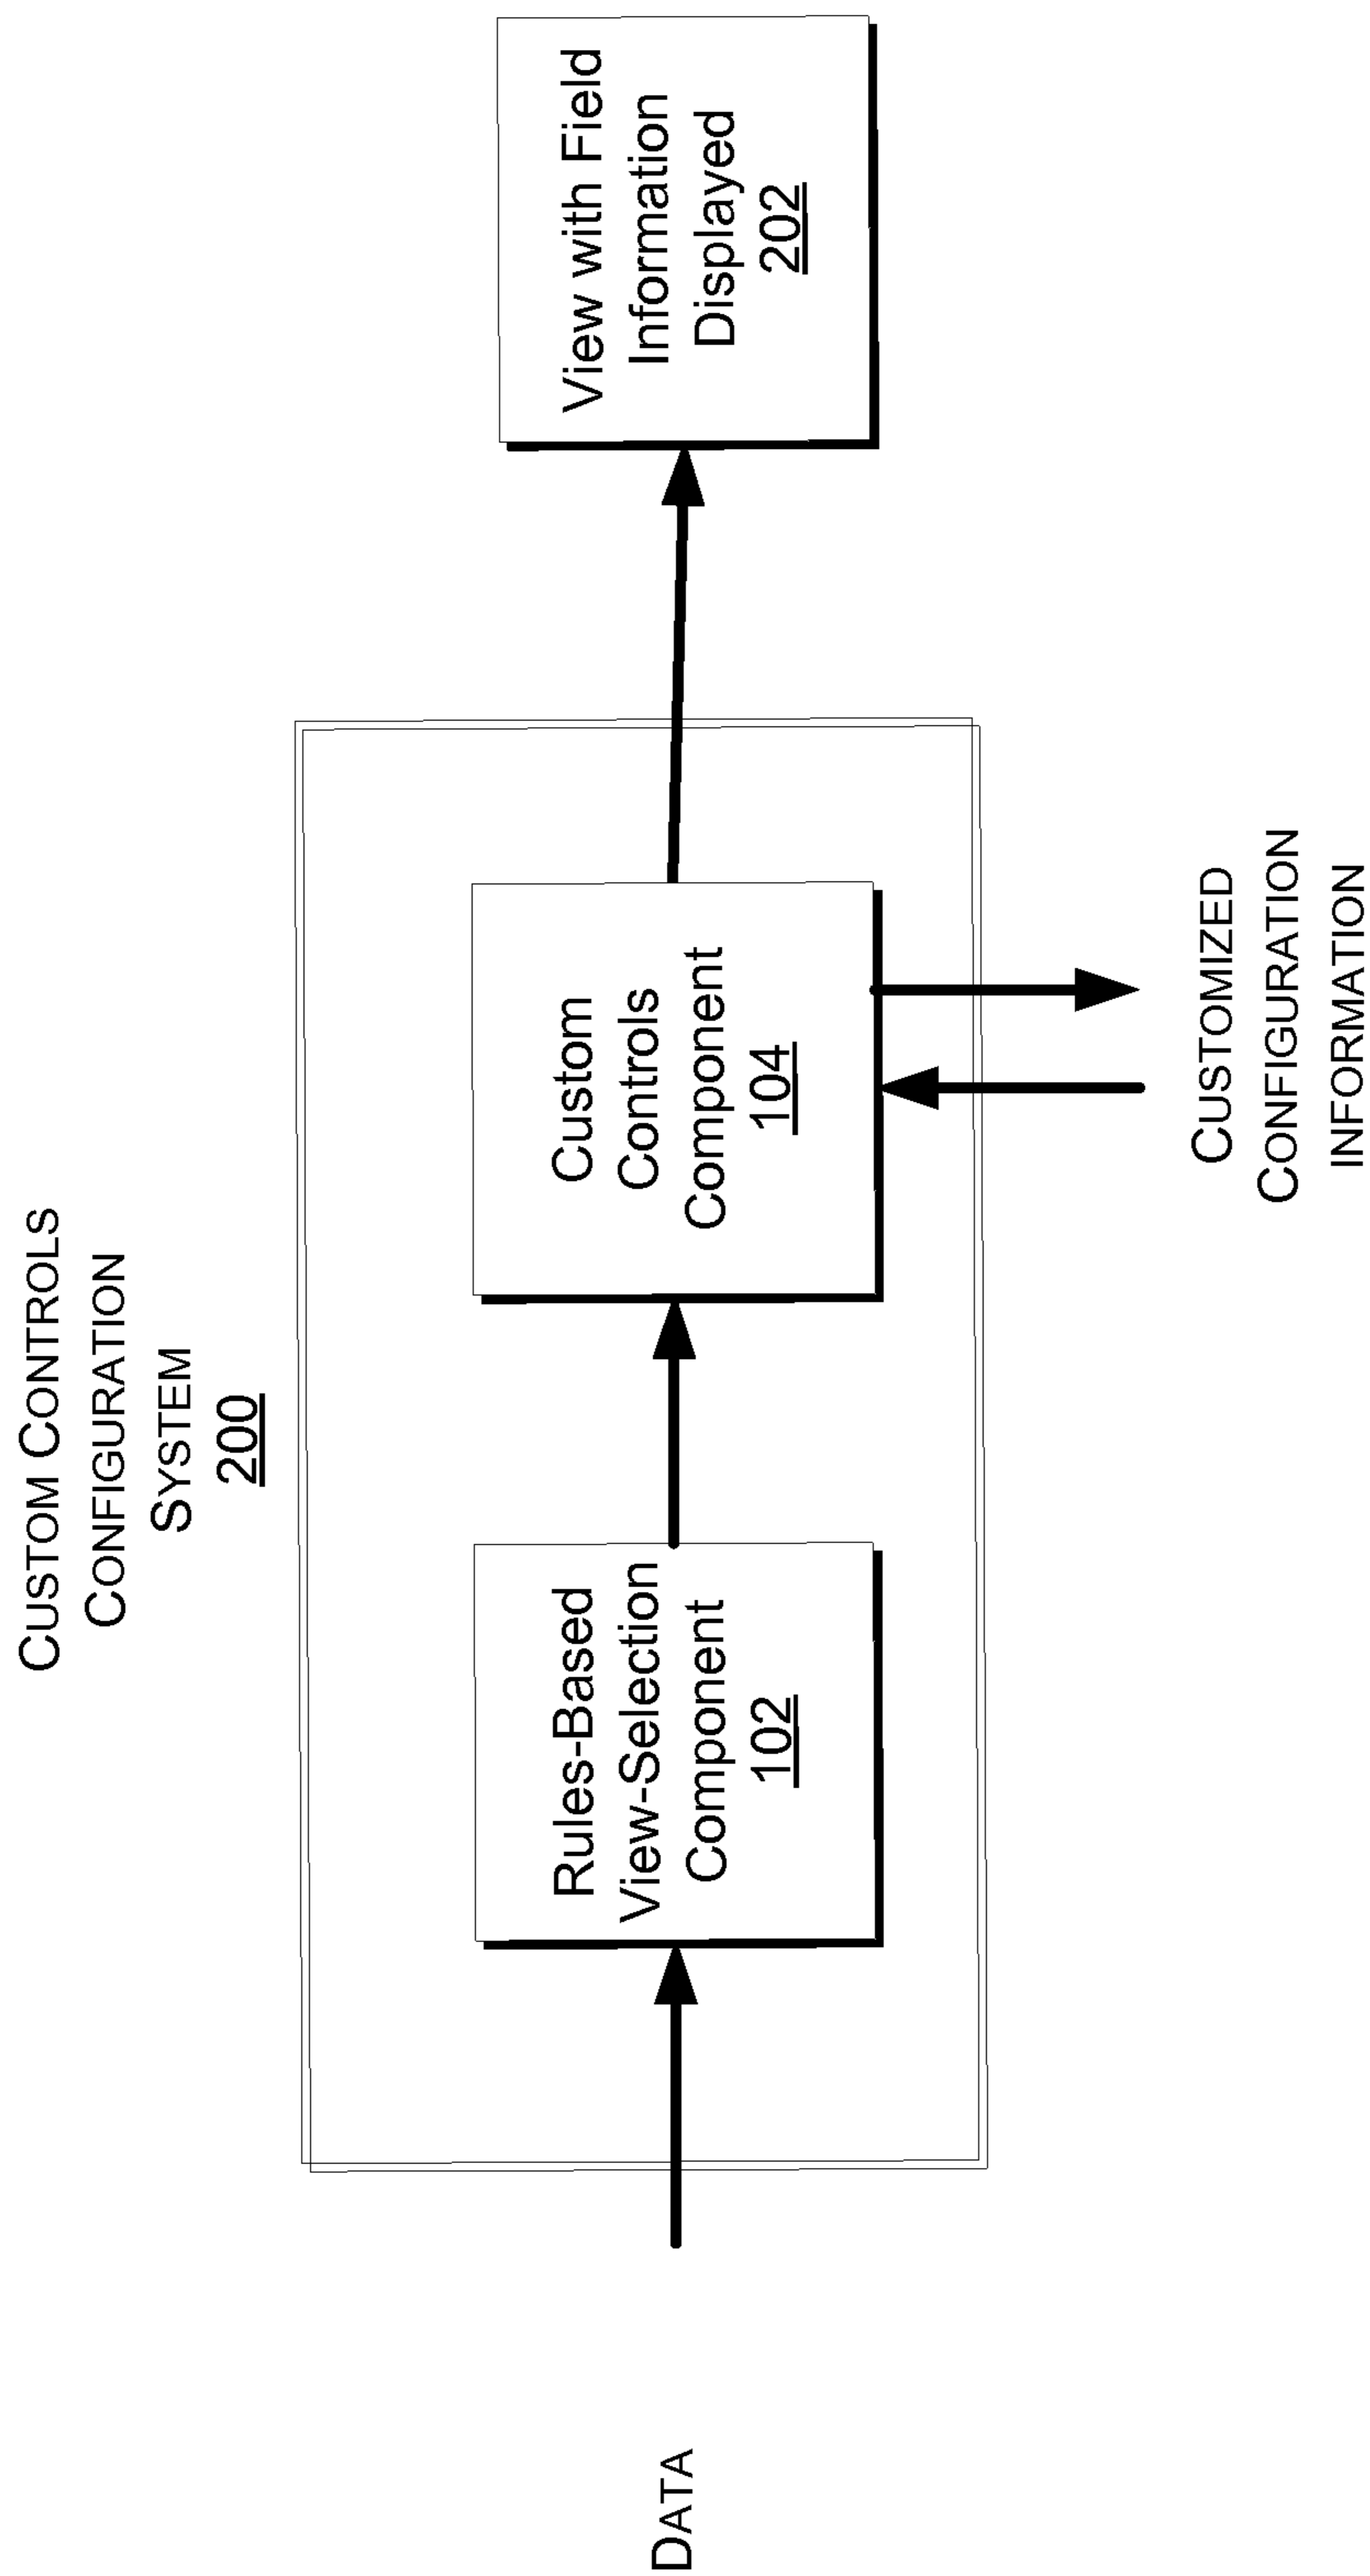 CUSTOM CONTROLS
CONFIGURATION
SYSTEM
200
DATA
Rules-Based
View-Selection
Component
102
Custom
Controls
Component
104
View with Field
Information
Displayed
202
CUSTOMIZED
CONFIGURATION
INFORMATION